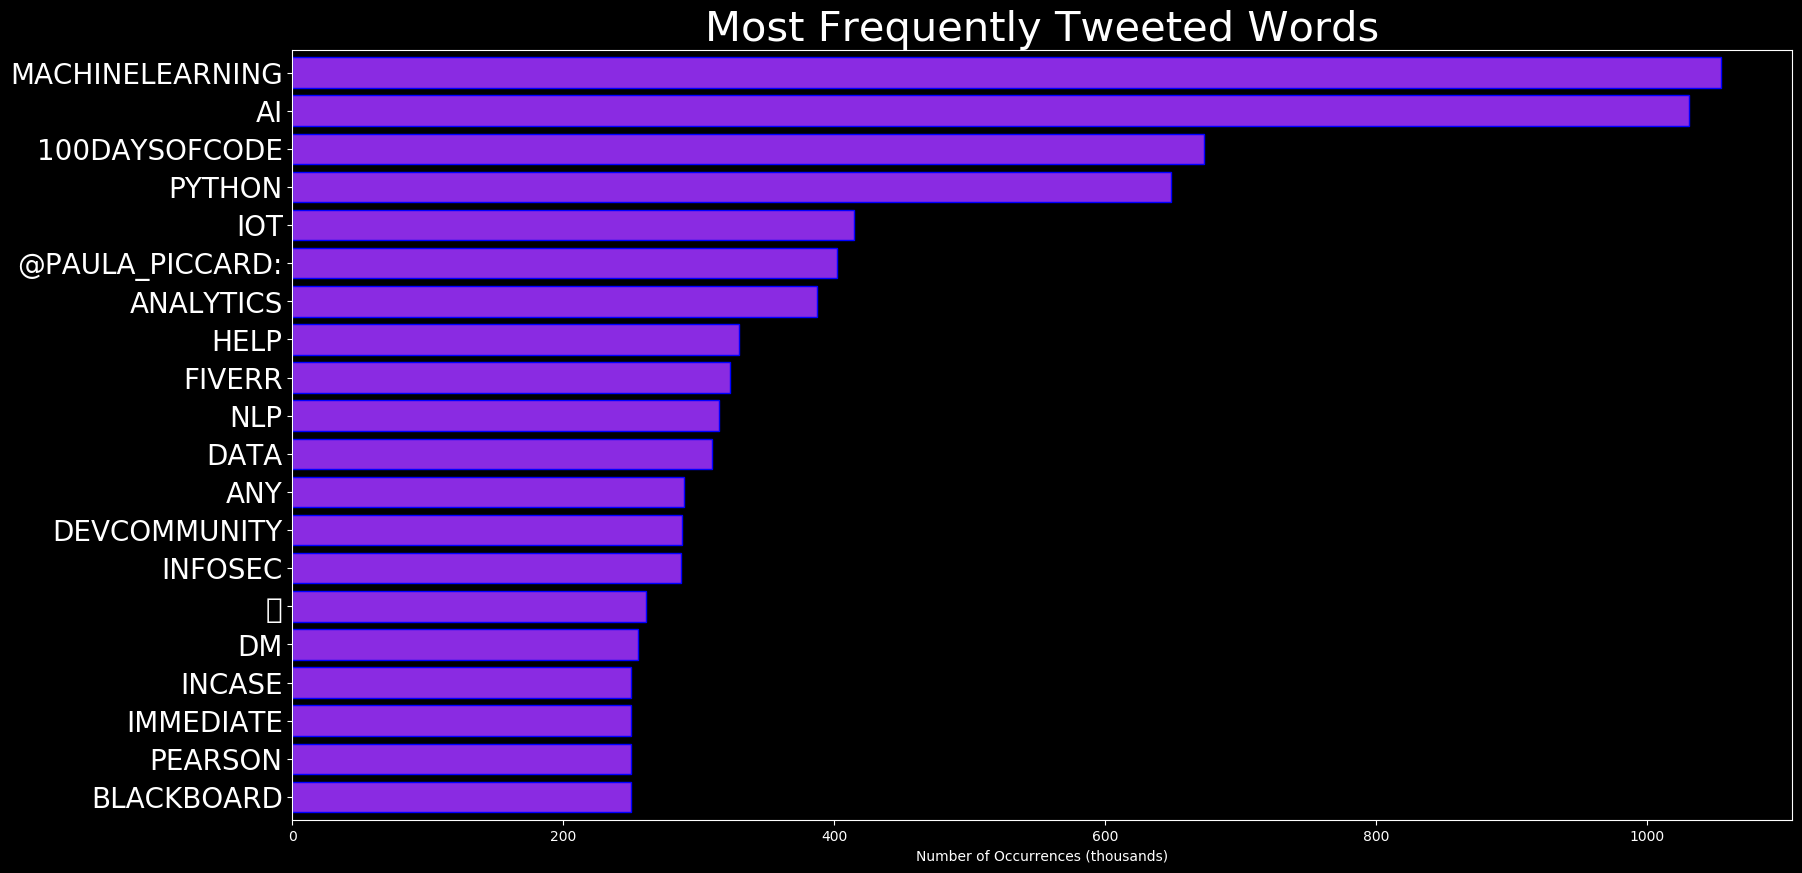 Most Frequently Tweeted Words
MACHINELEARNING
AI
100DAYSOFCODE
PYTHON
IOT
@PAULA_PICCARD:
ANALYTICS
HELP
FIVERR
NLP
DATA
ANY
DEVCOMMUNITY
INFOSEC
DM
INCASE
IMMEDIATE
PEARSON
BLACKBOARD
0 200 400 600 800 1000
Number of Occurrences (thousands)